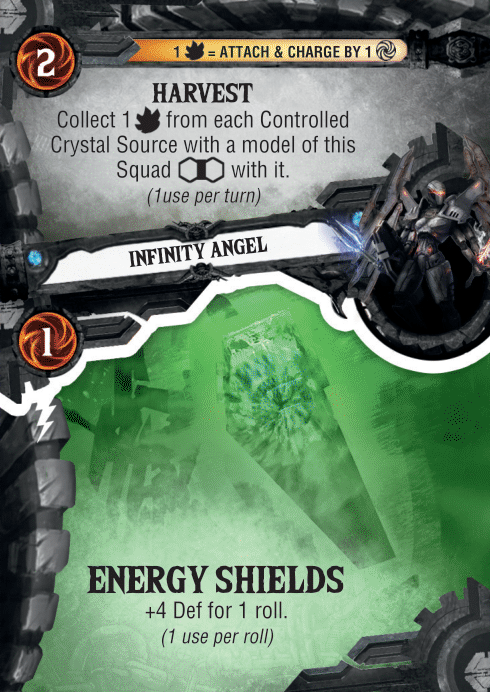 2
1 = ATTACH & CHARGE BY 1
HARVEST
Collect 1 from each Controlled
Crystal Source with a model of this
Squad with it.
(1use per turn)
INFINITY ANGEL
1
ENERGY SHIELDS
+4 Def for 1 roll.
(1 use per roll)